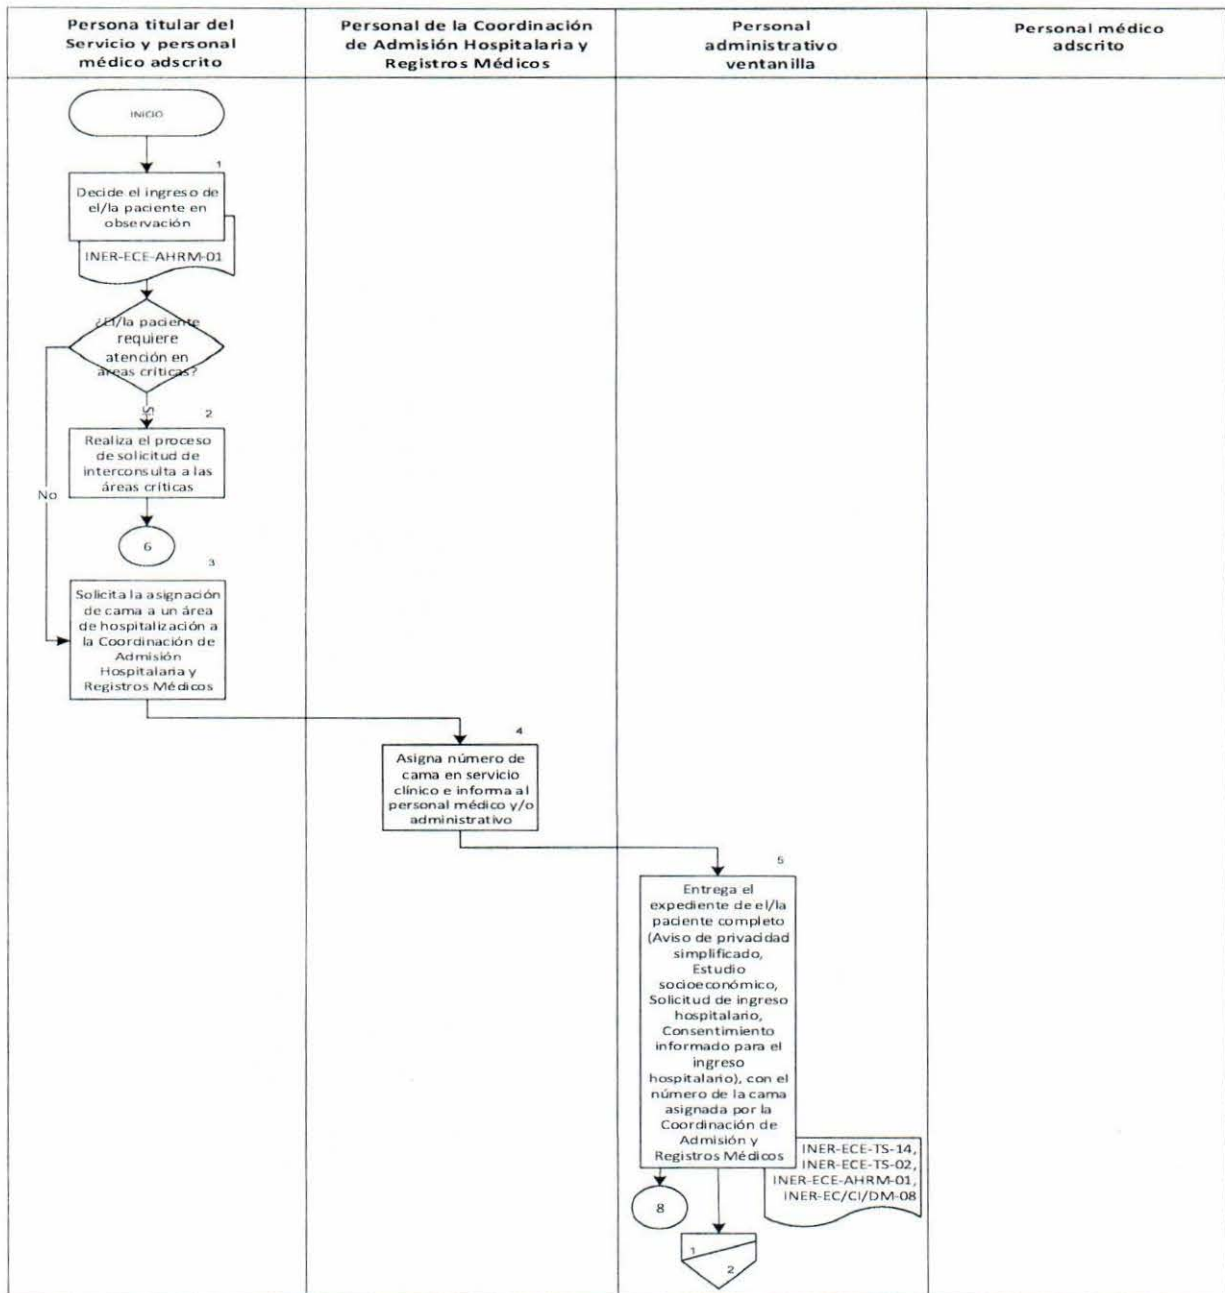 Persona titular del
Servicio y personal
médico adscrito
Personal de la Coordinación
de Admisión Hospitalaria y
Registros Médicos
Personal
administrativo
ventanilla
Personal médico
adscrito
INICIO
1
Decide el ingreso de
el/la paciente en
observación
INER-ECE-AHRM-01
¿El/la paciente
requiere
atención en
áreas críticas?
Si
2
Realiza el proceso
de solicitud de
interconsulta a las
áreas críticas
No
6
3
Solicita la asignación
de cama a un área
de hospitalización a
la Coordinación de
Admisión
Hospitalaria y
Registros Médicos
4
Asigna número de
cama en servicio
clínico e informa al
personal médico y/o
administrativo
5
Entrega el
expediente de el/la
paciente completo
(Aviso de privacidad
simplificado,
Estudio
socioeconómico,
Solicitud de ingreso
hospitalario,
Consentimiento
informado para el
ingreso
hospitalario), con el
número de la cama
asignada por la
Coordinación de
Admisión y
Registros Médicos
INER-ECE-TS-14,
INER-ECE-TS-02,
INER-ECE-AHRM-01,
INER-EC/CI/DM-08
8
1
2